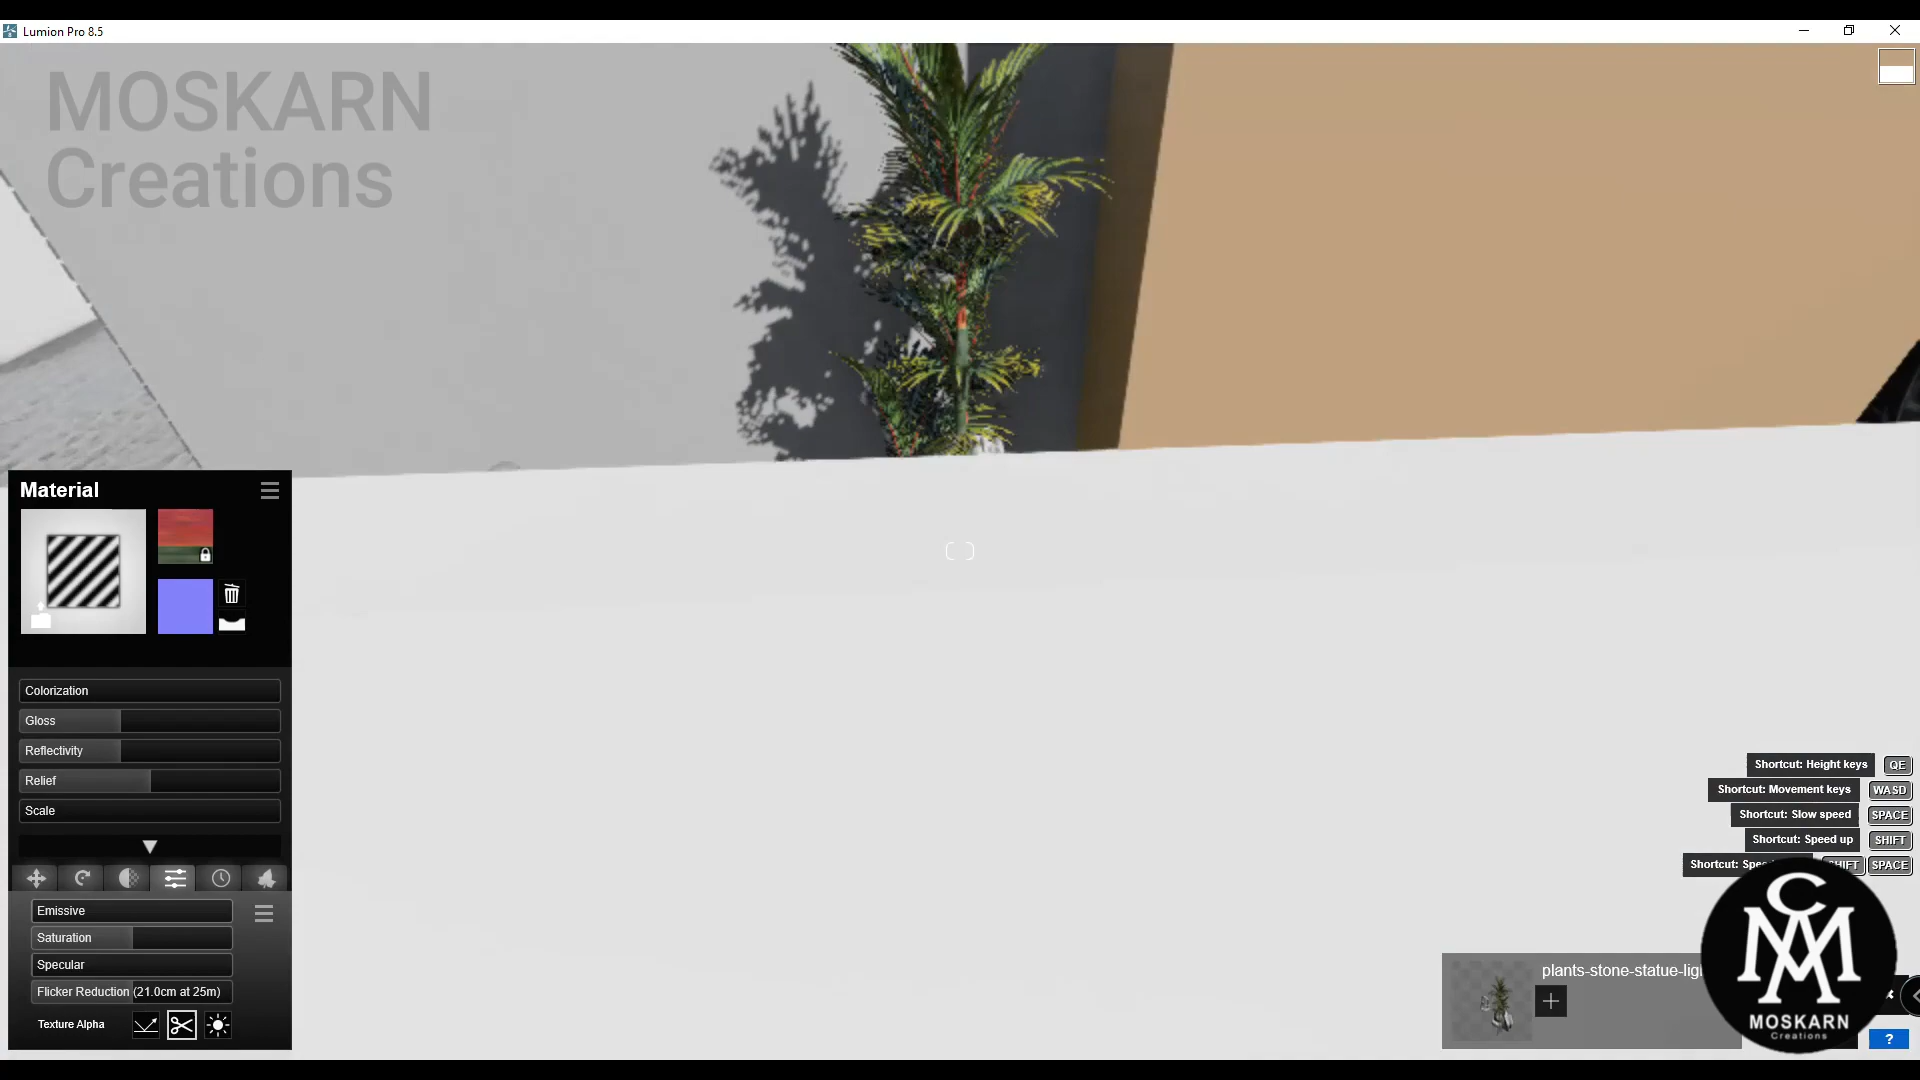 Lumion Pro 8.5
MOSKARN
Creations
Material
Colorization
Gloss
Reflectivity
Relief
Scale
Emissive
Saturation
Specular
Flicker Reduction (21.0cm at 25m)
Texture Alpha
Shortcut: Height keys QE
Shortcut: Movement keys WASD
Shortcut: Slow speed SPACE
Shortcut: Speed up SHIFT
Shortcut: SPACE
plants-stone-statue-
CMA
MOSKARN
Creations
?